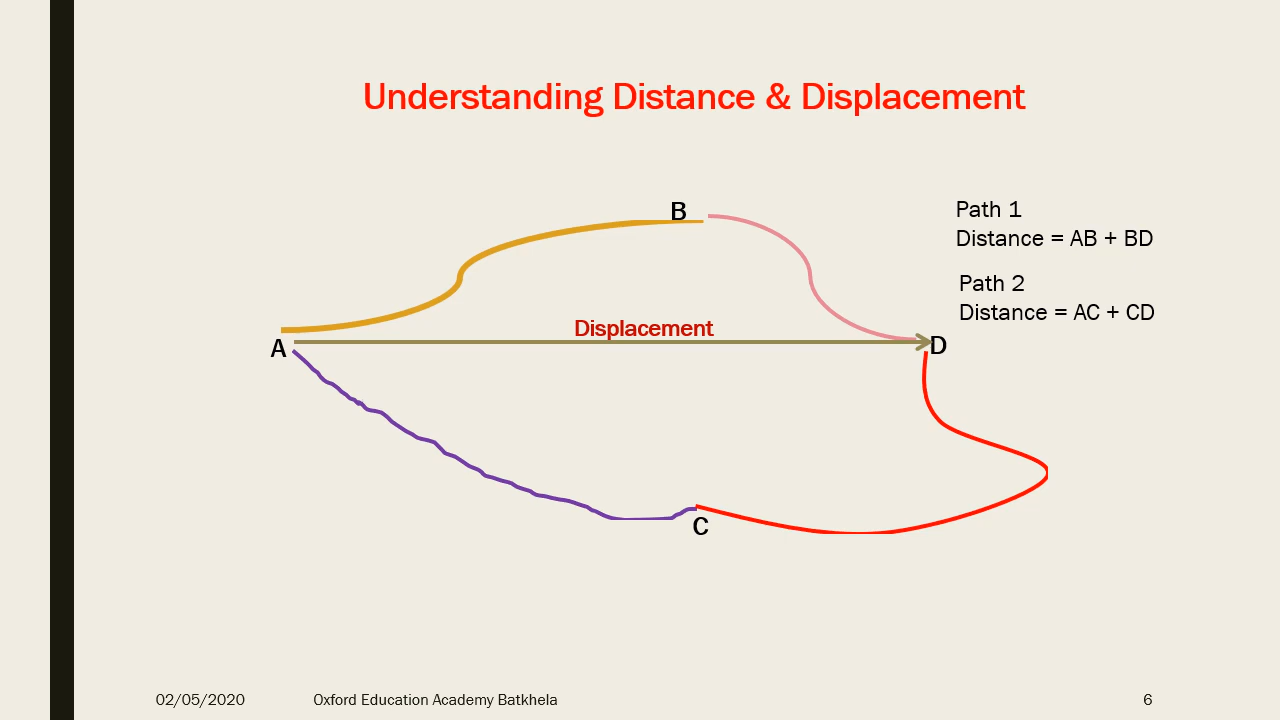 Understanding Distance & Displacement
B
Path 1
Distance = AB + BD
Path 2
Distance = AC + CD
Displacement
A
D
C
02/05/2020
Oxford Education Academy Batkhela
6